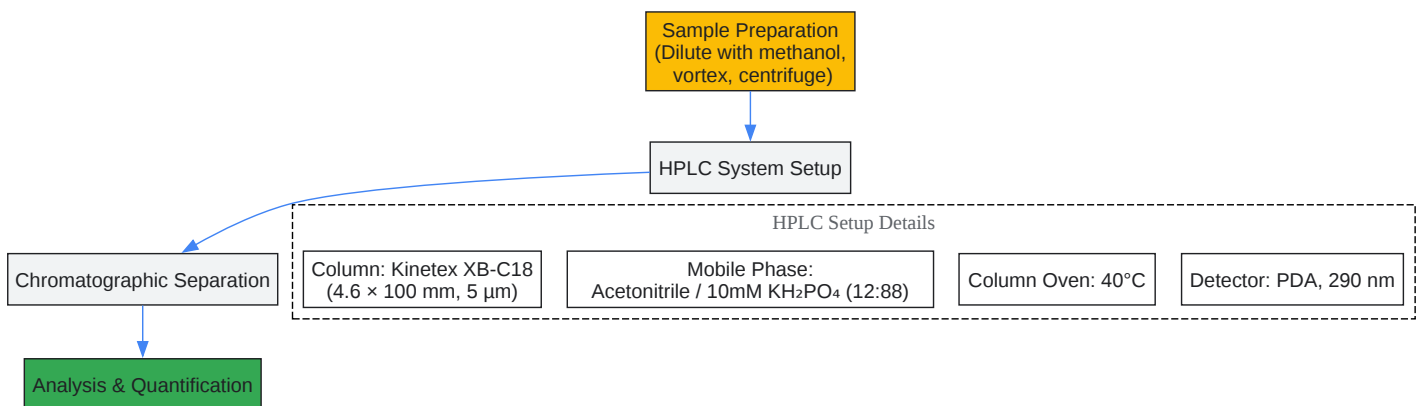 Sample Preparation
(Dilute with methanol,
vortex, centrifuge)
HPLC System Setup
HPLC Setup Details
Chromatographic Separation
Column: Kinetex XB-C18
(4.6 × 100 mm, 5 µm)
Mobile Phase:
Acetonitrile / 10mM KH₂PO₄ (12:88)
Column Oven: 40°C
Detector: PDA, 290 nm
Analysis & Quantification